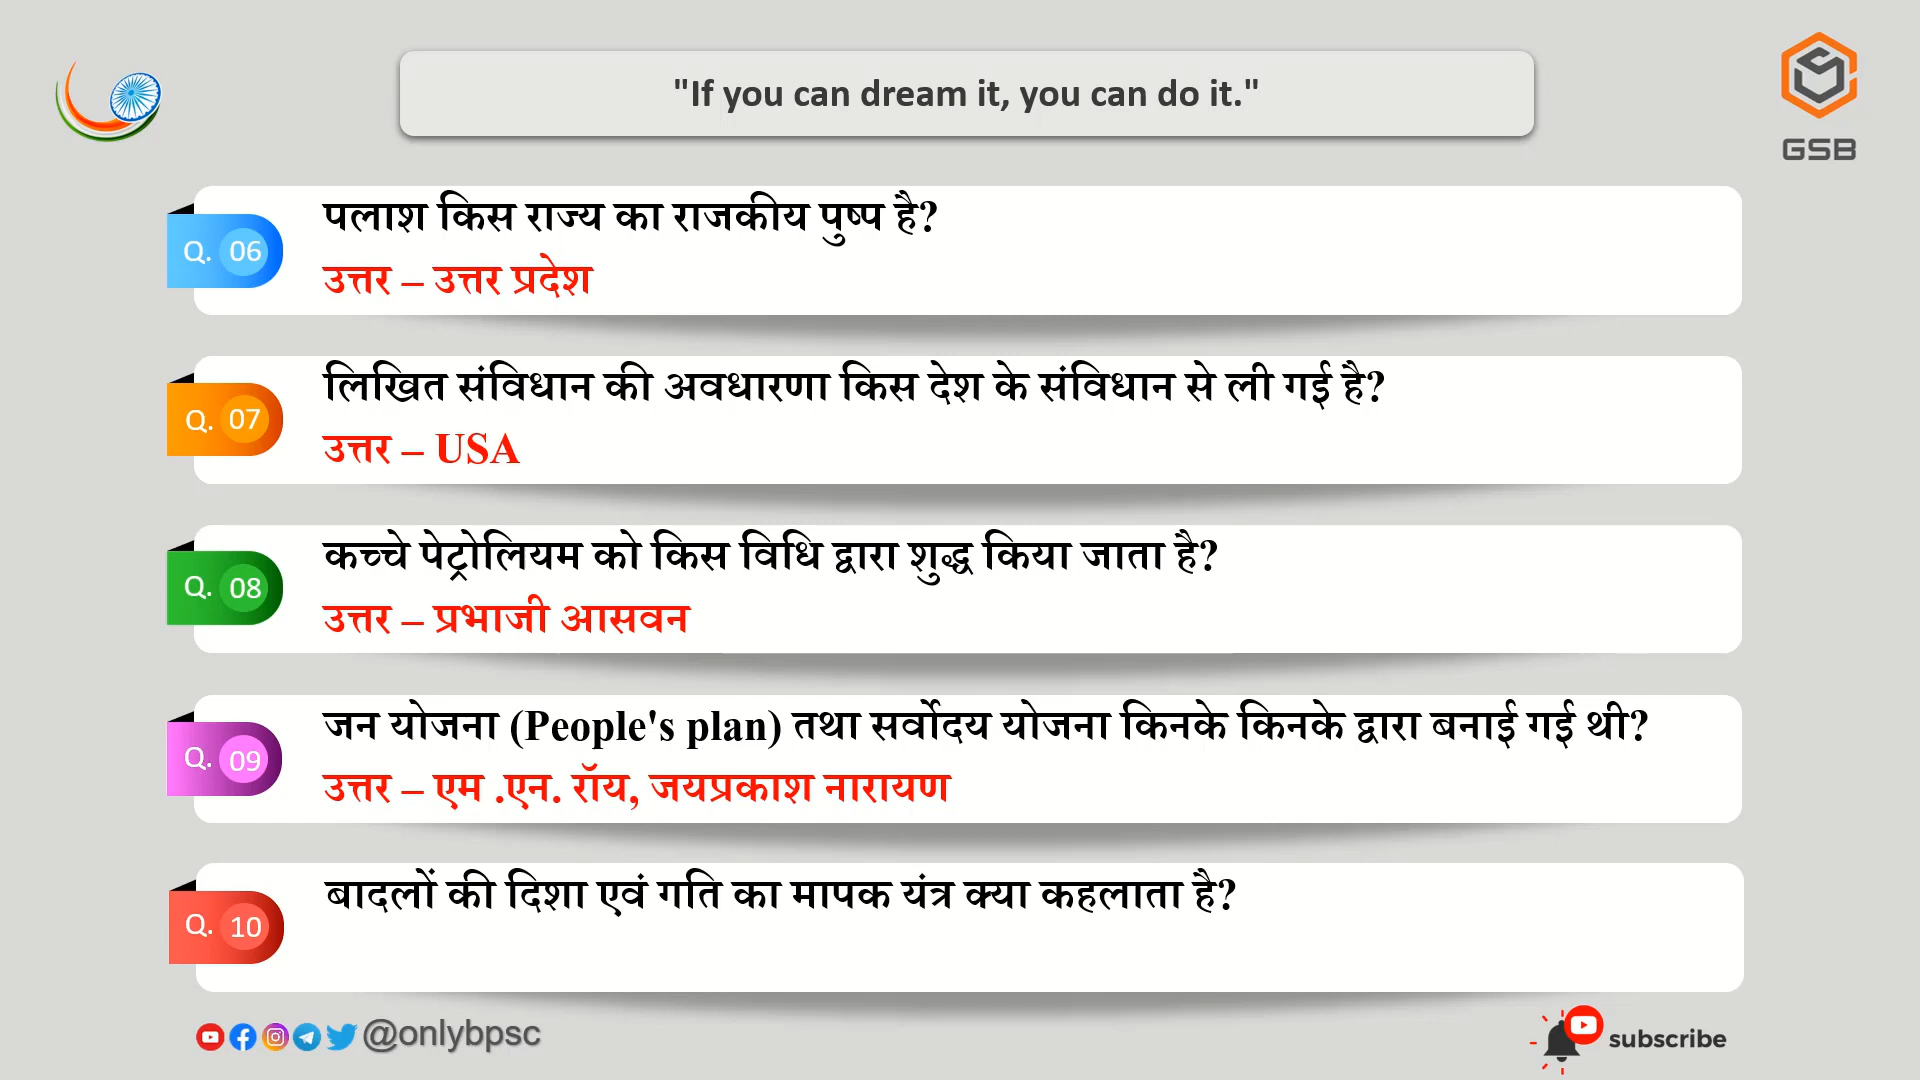 "If you can dream it, you can do it."
GSB
Q. 06
पलाश किस राज्य का राजकीय पुष्प है?
उत्तर – उत्तर प्रदेश
Q. 07
लिखित संविधान की अवधारणा किस देश के संविधान से ली गई है?
उत्तर – USA
Q. 08
कच्चे पेट्रोलियम को किस विधि द्वारा शुद्ध किया जाता है?
उत्तर – प्रभाजी आसवन
Q. 09
जन योजना (People's plan) तथा सर्वोदय योजना किनके किनके द्वारा बनाई गई थी?
उत्तर – एम .एन. रॉय, जयप्रकाश नारायण
Q. 10
बादलों की दिशा एवं गति का मापक यंत्र क्या कहलाता है?
@onlybpsc
subscribe